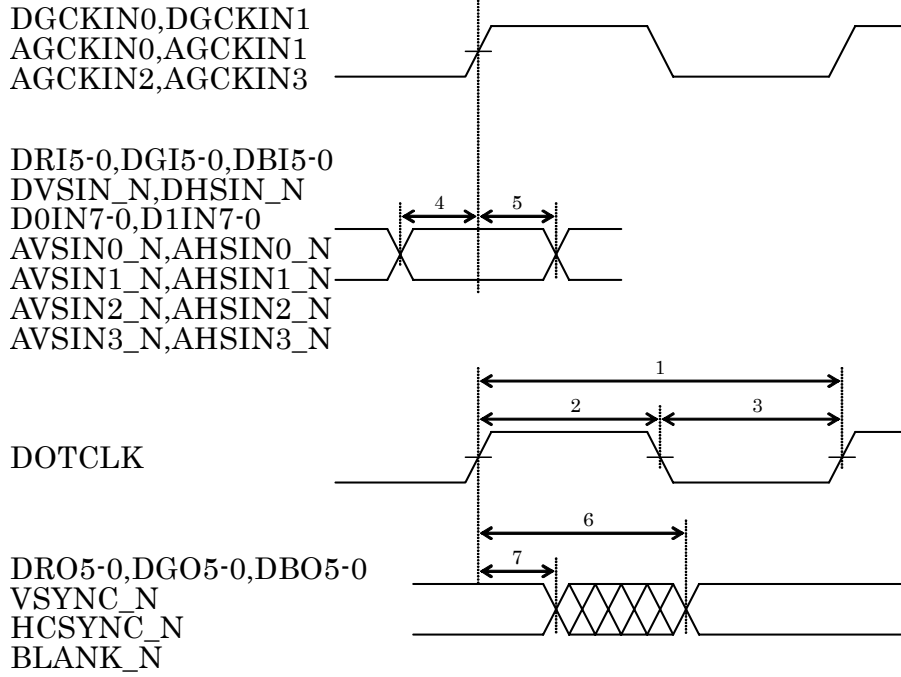 DGCKIN0,DGCKIN1
AGCKIN0,AGCKIN1
AGCKIN2,AGCKIN3
DRI5-0,DGI5-0,DBI5-0
DVSIN_N,DHSIN_N
D0IN7-0,D1IN7-0
AVSIN0_N,AHSIN0_N
AVSIN1_N,AHSIN1_N
AVSIN2_N,AHSIN2_N
AVSIN3_N,AHSIN3_N
4 5
1
2 3
DOTCLK
6
7
DRO5-0,DGO5-0,DBO5-0
VSYNC_N
HCSYNC_N
BLANK_N